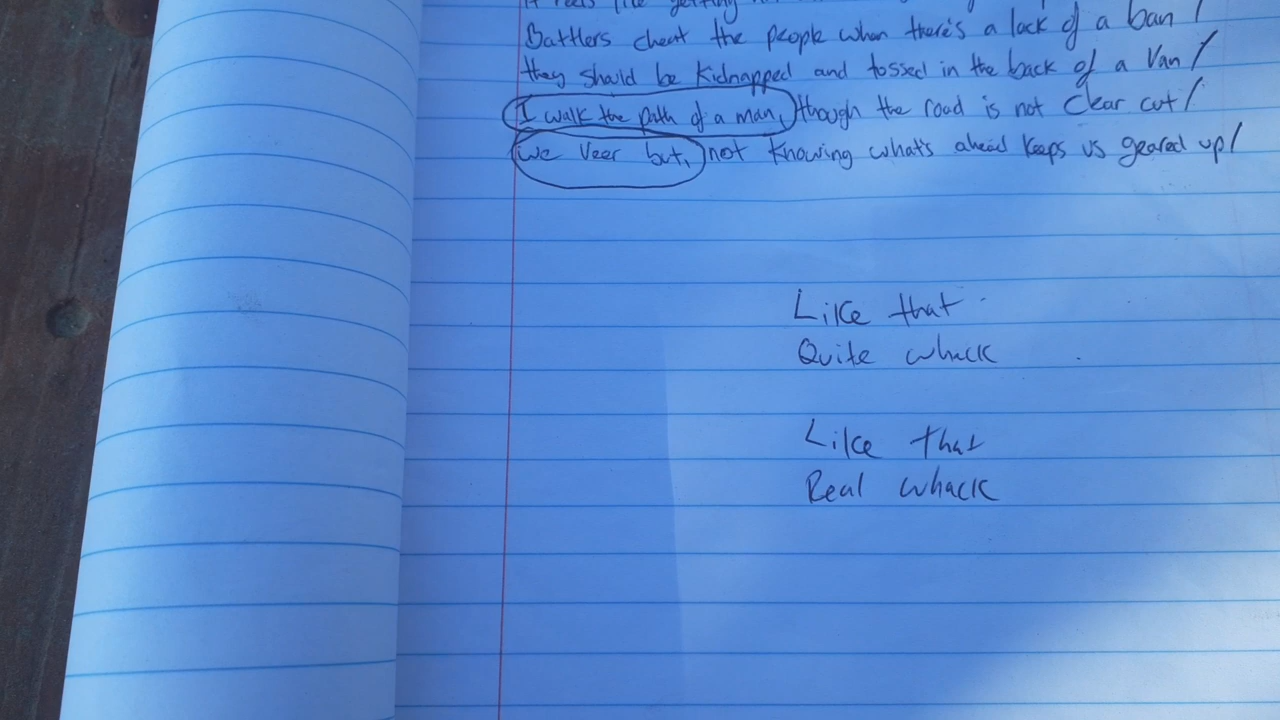 getting
Battlers cheat the people when there's a lack of a ban /
they should be kidnapped and tossed in the back of a van /
I walk the path of a man, though the road is not clear cut /
We veer but, not knowing what's ahead keeps us geared up /
Like that
Quite whack
Like that
Real whack